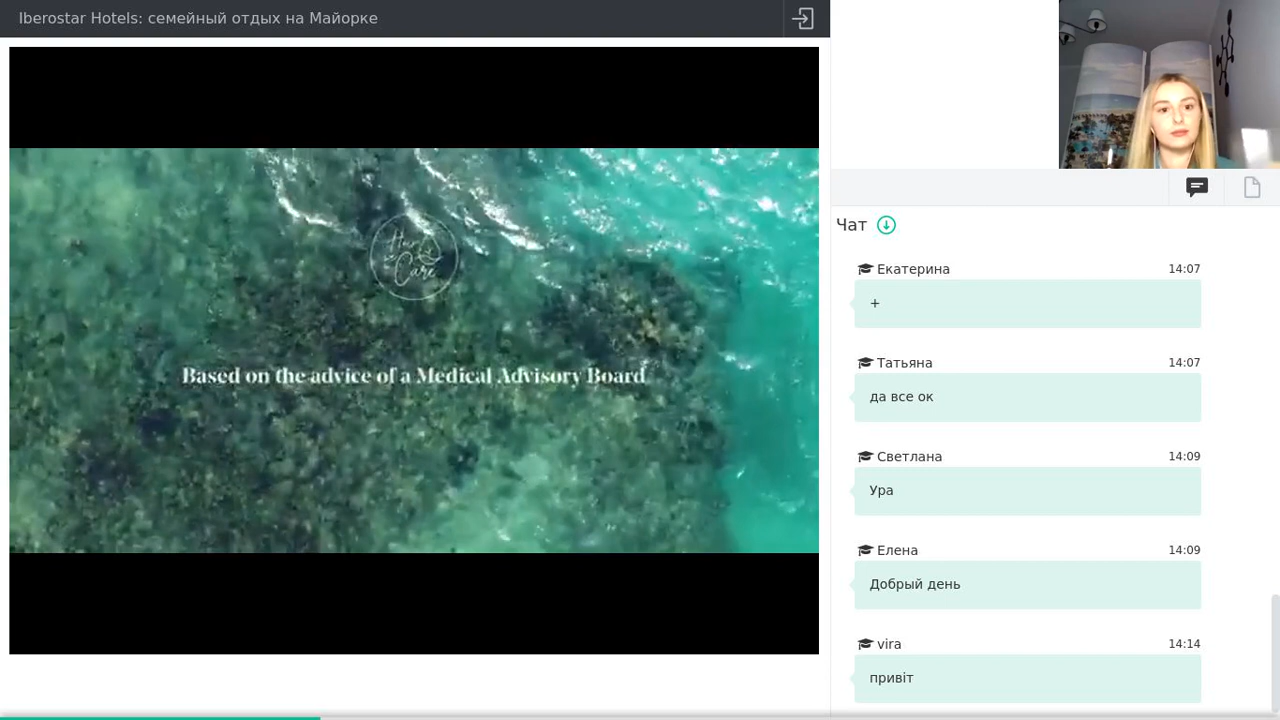 Iberostar Hotels: семейный отдых на Майорке
Care
Based on the advice of a Medical Advisory Board
Чат
Екатерина 14:07
+
Татьяна 14:07
да все ок
Светлана 14:09
Ура
Елена 14:09
Добрый день
vira 14:14
привіт